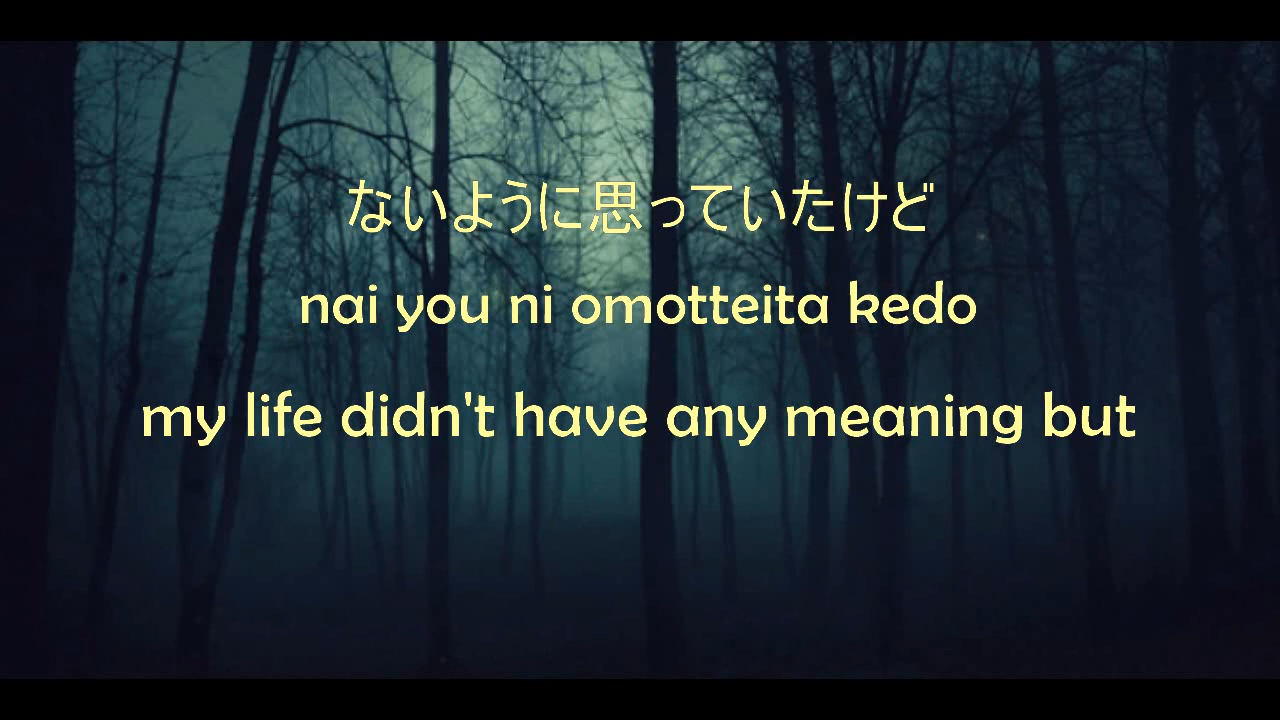 ないように思っていたけど
nai you ni omotteita kedo
my life didn't have any meaning but